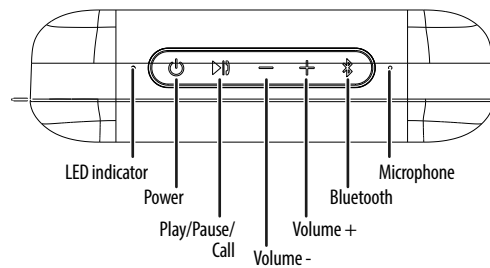 LED indicator
Microphone
Power
Bluetooth
Play/Pause/
Call
Volume +
Volume -